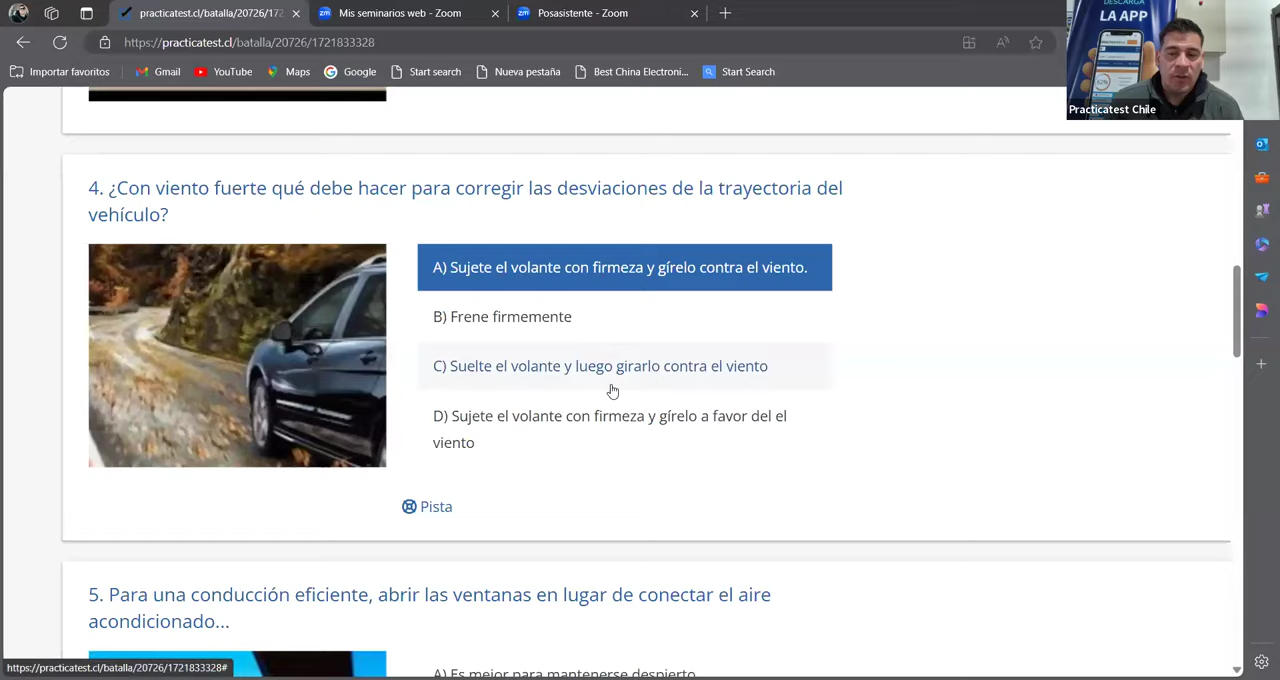 practicatest.cl/batalla/20726/172
Mis seminarios web - Zoom
Posasistente - Zoom
https://practicatest.cl/batalla/20726/1721833328
Importar favoritos
Gmail
YouTube
Maps
Google
Start search
Nueva pestaña
Best China Electroni...
Start Search
DESCARGA
LA APP
Practicatest Chile
4. ¿Con viento fuerte qué debe hacer para corregir las desviaciones de la trayectoria del
vehículo?
A) Sujete el volante con firmeza y gírelo contra el viento.
B) Frene firmemente
C) Suelte el volante y luego girarlo contra el viento
D) Sujete el volante con firmeza y gírelo a favor del el
viento
Pista
5. Para una conducción eficiente, abrir las ventanas en lugar de conectar el aire
acondicionado...
A) Es mejor para mantenerse despierto
https://practicatest.cl/batalla/20726/1721833328#